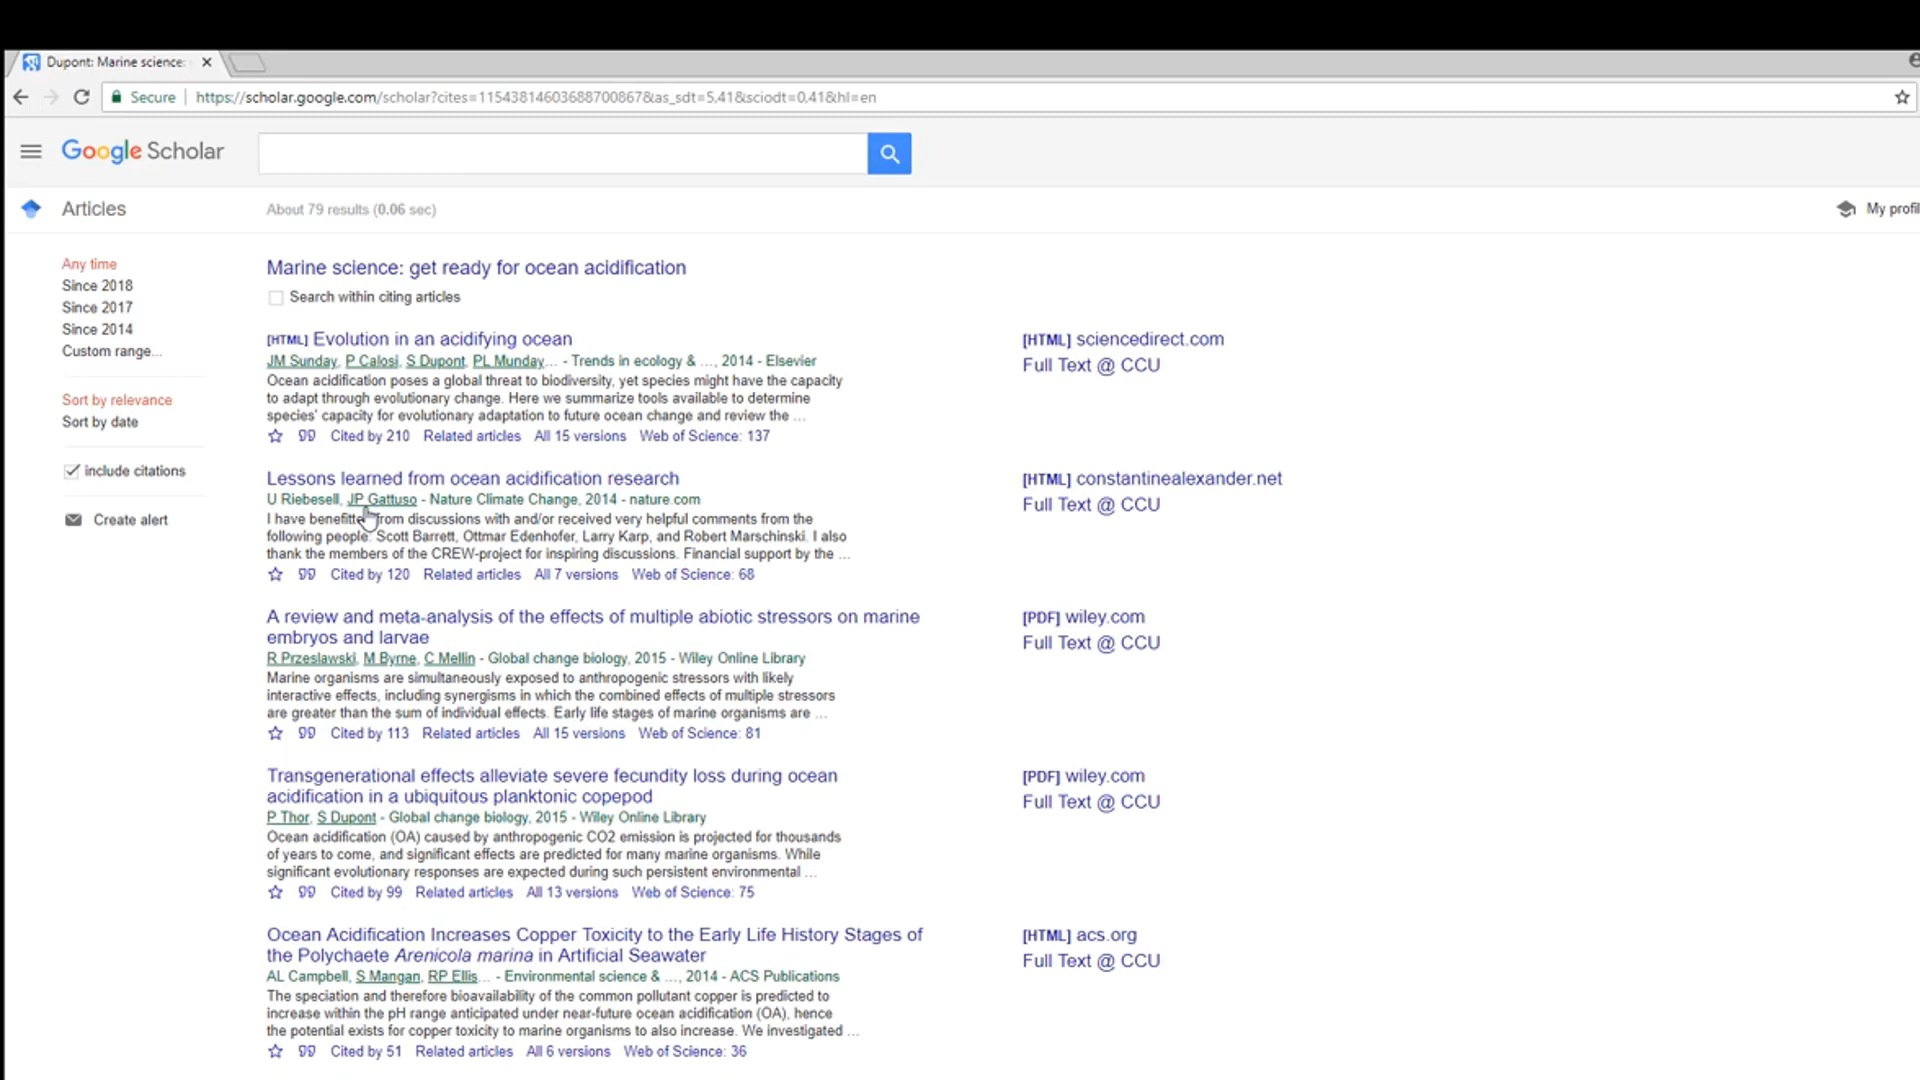 Dupont: Marine science:
Secure https://scholar.google.com/scholar?cites=11543814603688700867&as_sdt=5,41&sciodt=0,41&hl=en
Google Scholar
Articles
About 79 results (0.06 sec)
My profil
Any time
Since 2018
Since 2017
Since 2014
Custom range...
Sort by relevance
Sort by date
include citations
Create alert
Marine science: get ready for ocean acidification
Search within citing articles
[HTML] Evolution in an acidifying ocean
JM Sunday, P Calosi, S Dupont, PL Munday… - Trends in ecology & …, 2014 - Elsevier
Ocean acidification poses a global threat to biodiversity, yet species might have the capacity
to adapt through evolutionary change. Here we summarize tools available to determine
species' capacity for evolutionary adaptation to future ocean change and review the …
Cited by 210 Related articles All 15 versions Web of Science: 137
[HTML] sciencedirect.com
Full Text @ CCU
Lessons learned from ocean acidification research
U Riebesell, JP Gattuso - Nature Climate Change, 2014 - nature.com
I have benefitted from discussions with and/or received very helpful comments from the
following people: Scott Barrett, Ottmar Edenhofer, Larry Karp, and Robert Marschinski. I also
thank the members of the CREW-project for inspiring discussions. Financial support by the …
Cited by 120 Related articles All 7 versions Web of Science: 68
[HTML] constantinealexander.net
Full Text @ CCU
A review and meta-analysis of the effects of multiple abiotic stressors on marine
embryos and larvae
R Przeslawski, M Byrne, C Mellin - Global change biology, 2015 - Wiley Online Library
Marine organisms are simultaneously exposed to anthropogenic stressors with likely
interactive effects, including synergisms in which the combined effects of multiple stressors
are greater than the sum of individual effects. Early life stages of marine organisms are …
Cited by 113 Related articles All 15 versions Web of Science: 81
[PDF] wiley.com
Full Text @ CCU
Transgenerational effects alleviate severe fecundity loss during ocean
acidification in a ubiquitous planktonic copepod
P Thor, S Dupont - Global change biology, 2015 - Wiley Online Library
Ocean acidification (OA) caused by anthropogenic CO2 emission is projected for thousands
of years to come, and significant effects are predicted for many marine organisms. While
significant evolutionary responses are expected during such persistent environmental …
Cited by 99 Related articles All 13 versions Web of Science: 75
[PDF] wiley.com
Full Text @ CCU
Ocean Acidification Increases Copper Toxicity to the Early Life History Stages of
the Polychaete Arenicola marina in Artificial Seawater
AL Campbell, S Mangan, RP Ellis… - Environmental science & …, 2014 - ACS Publications
The speciation and therefore bioavailability of the common pollutant copper is predicted to
increase within the pH range anticipated under near-future ocean acidification (OA), hence
the potential exists for copper toxicity to marine organisms to also increase. We investigated …
Cited by 51 Related articles All 6 versions Web of Science: 36
[HTML] acs.org
Full Text @ CCU